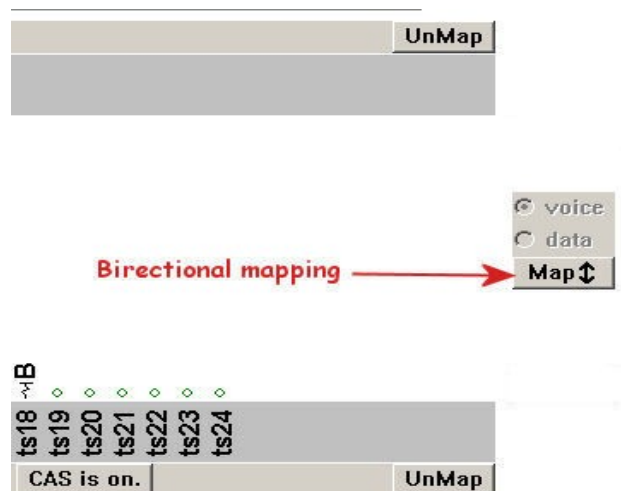 UnMap
voice
data
Birectional mapping
Map
B
ts18
ts19
ts20
ts21
ts22
ts23
ts24
CAS is on.
UnMap